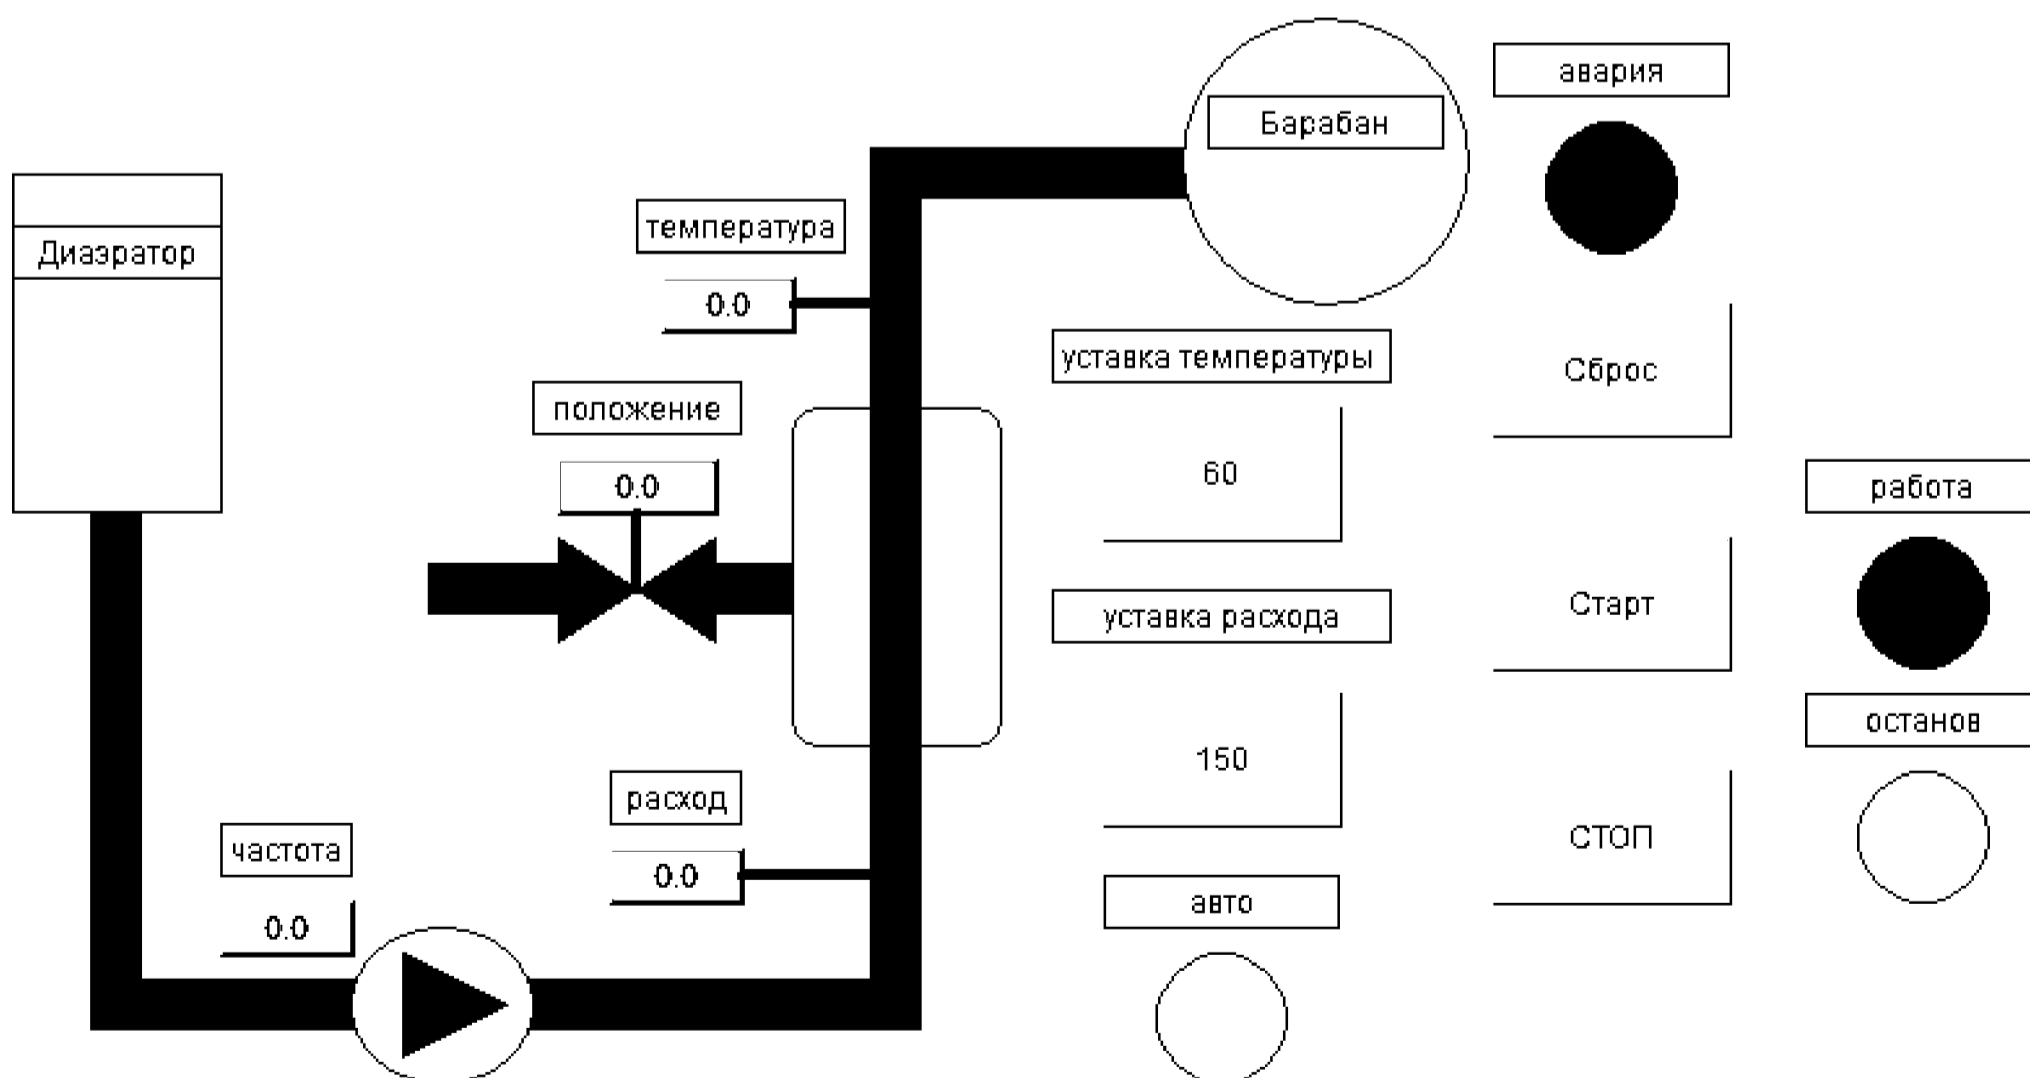 авария
Барабан
температура
Диаэратор
0.0
уставка температуры
Сброс
положение
60
0.0
работа
Старт
уставка расхода
останов
150
расход
СТОП
частота
0.0
авто
0.0